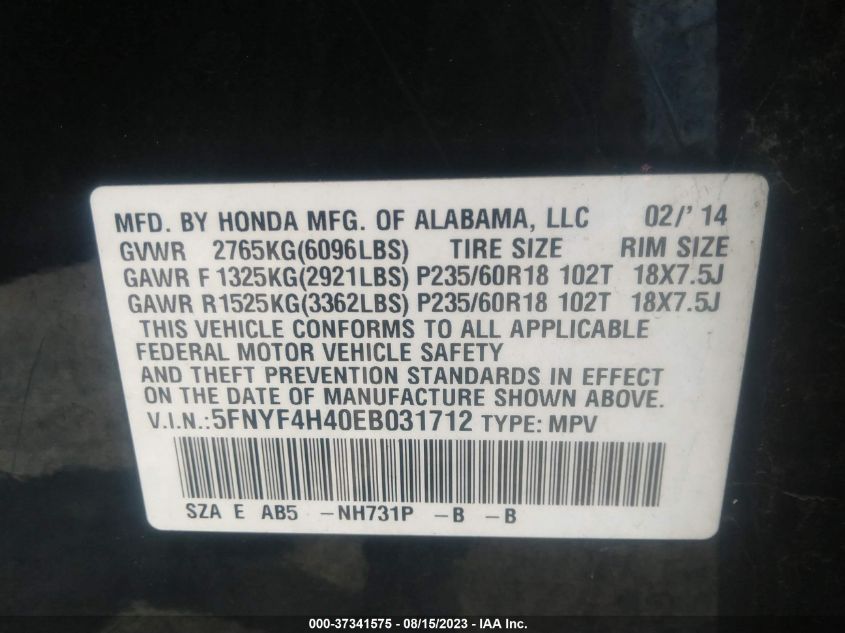 MFD. BY HONDA MFG. OF ALABAMA, LLC 02/' 14
GVWR 2765KG(6096LBS) TIRE SIZE RIM SIZE
GAWR F 1325KG(2921LBS) P235/60R18 102T 18X7.5J
GAWR R1525KG(3362LBS) P235/60R18 102T 18X7.5J
THIS VEHICLE CONFORMS TO ALL APPLICABLE
FEDERAL MOTOR VEHICLE SAFETY
AND THEFT PREVENTION STANDARDS IN EFFECT
ON THE DATE OF MANUFACTURE SHOWN ABOVE.
V.I.N.:5FNYF4H40EB031712 TYPE: MPV
SZA E AB5 -NH731P -B -B
000-37341575 - 08/15/2023 - IAA Inc.